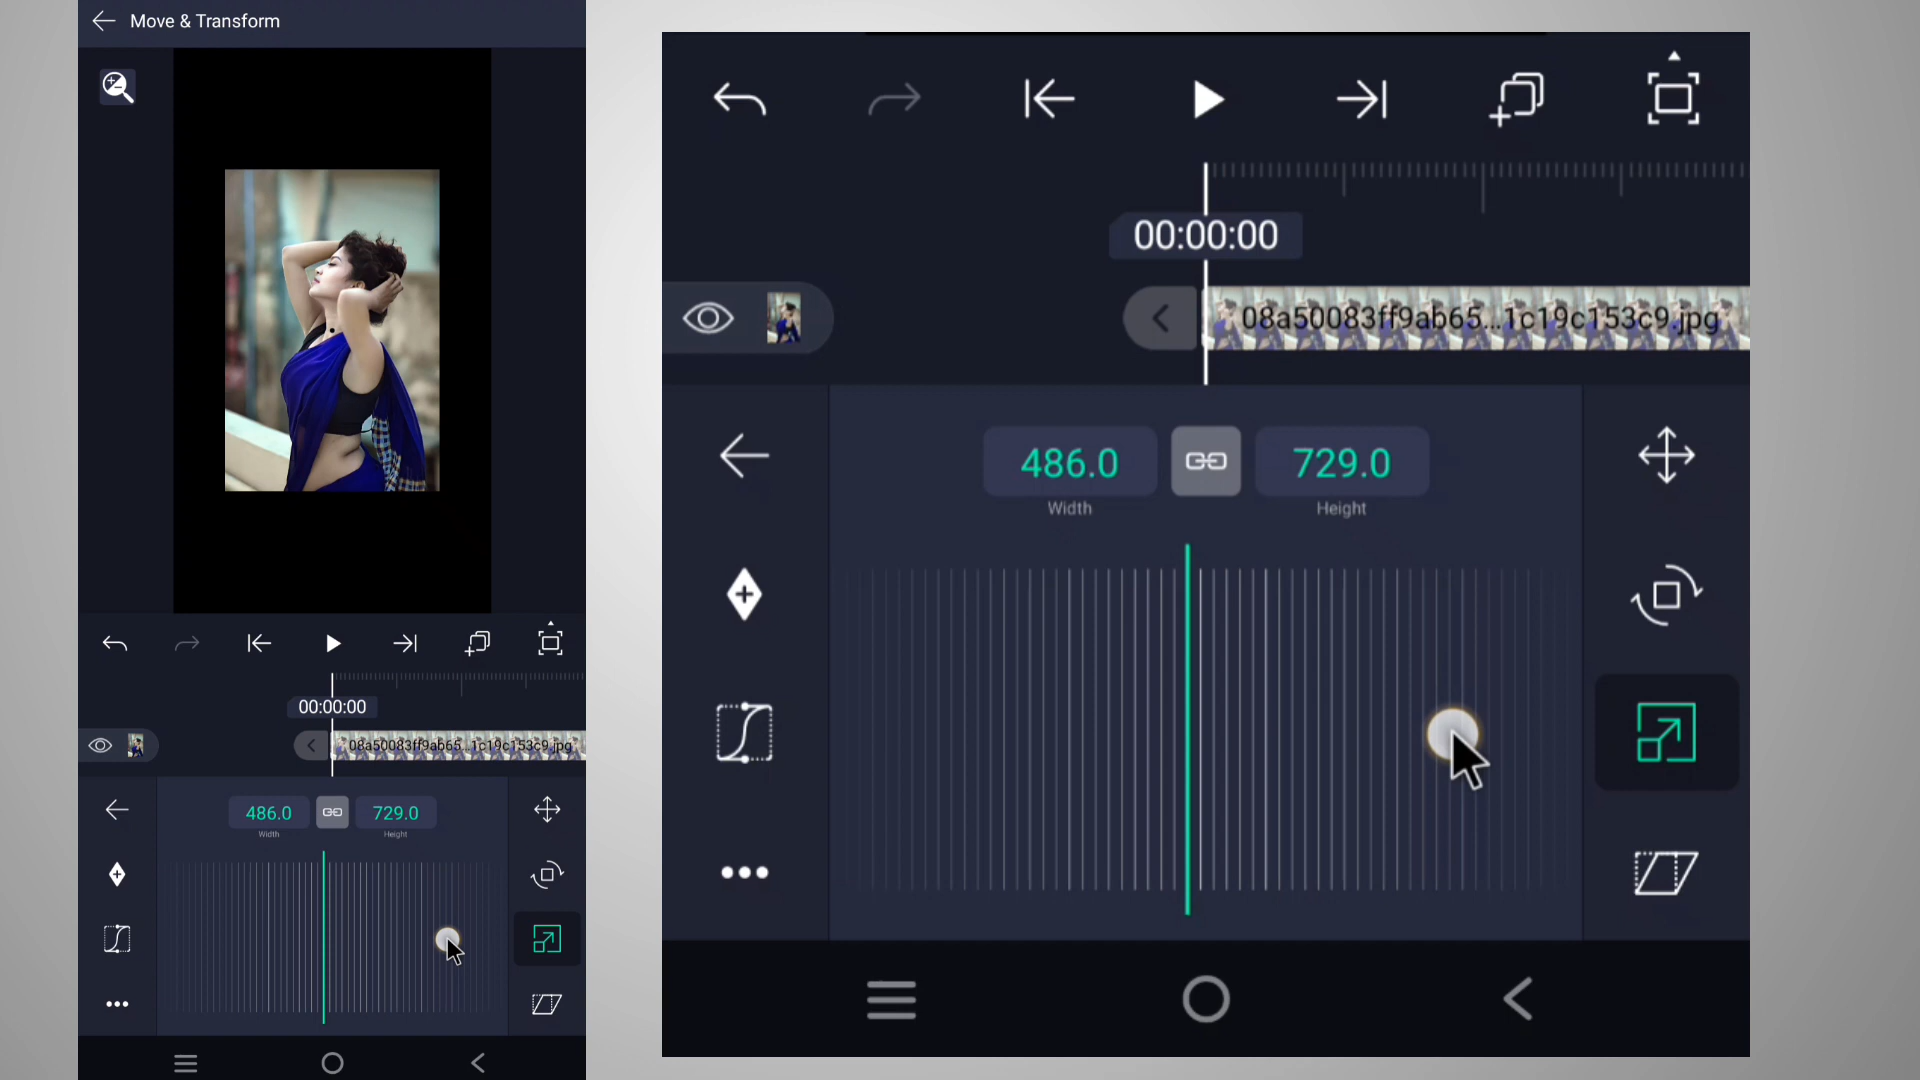 Move & Transform
00:00:00
08a50083ff9ab65...1c19c153c9.jpg
486.0
729.0
Width
Height
00:00:00
08a50083ff9ab65...1c19c153c9.jpg
486.0
729.0
Width
Height